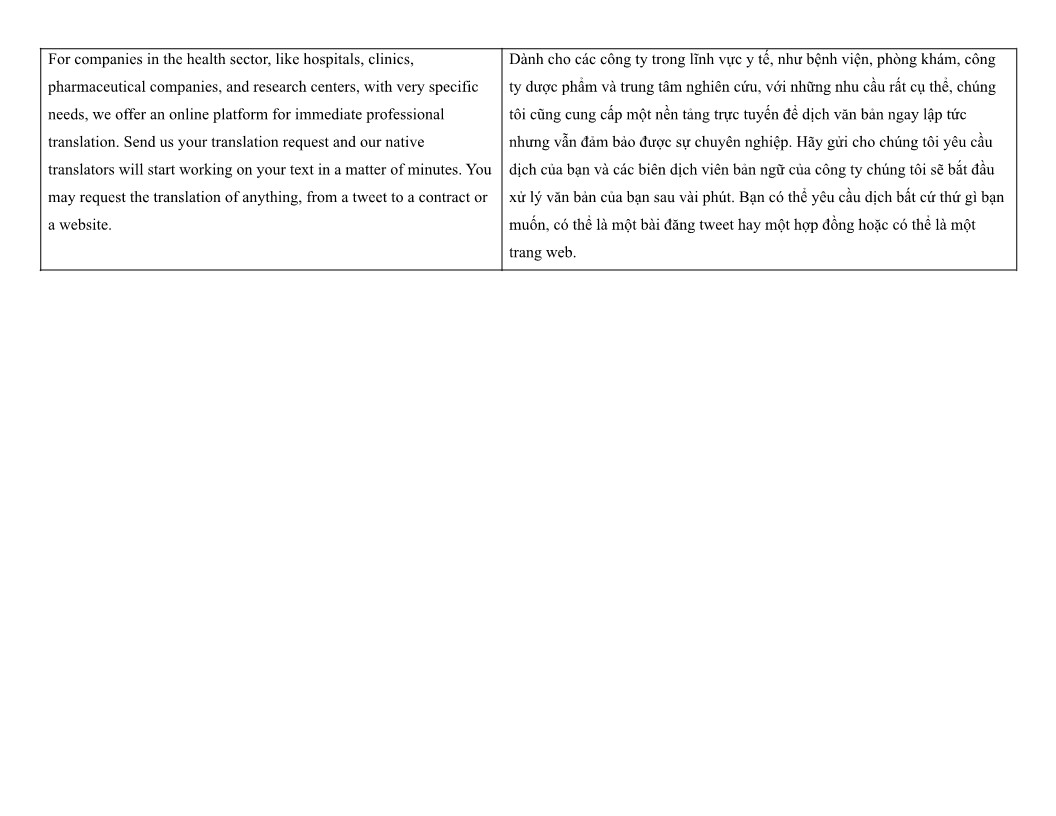 For companies in the health sector, like hospitals, clinics,
pharmaceutical companies, and research centers, with very specific
needs, we offer an online platform for immediate professional
translation. Send us your translation request and our native
translators will start working on your text in a matter of minutes. You
may request the translation of anything, from a tweet to a contract or
a website.
Dành cho các công ty trong lĩnh vực y tế, như bệnh viện, phòng khám, công
ty dược phẩm và trung tâm nghiên cứu, với những nhu cầu rất cụ thể, chúng
tôi cũng cung cấp một nền tảng trực tuyến để dịch văn bản ngay lập tức
nhưng vẫn đảm bảo được sự chuyên nghiệp. Hãy gửi cho chúng tôi yêu cầu
dịch của bạn và các biên dịch viên bản ngữ của công ty chúng tôi sẽ bắt đầu
xử lý văn bản của bạn sau vài phút. Bạn có thể yêu cầu dịch bất cứ thứ gì bạn
muốn, có thể là một bài đăng tweet hay một hợp đồng hoặc có thể là một
trang web.